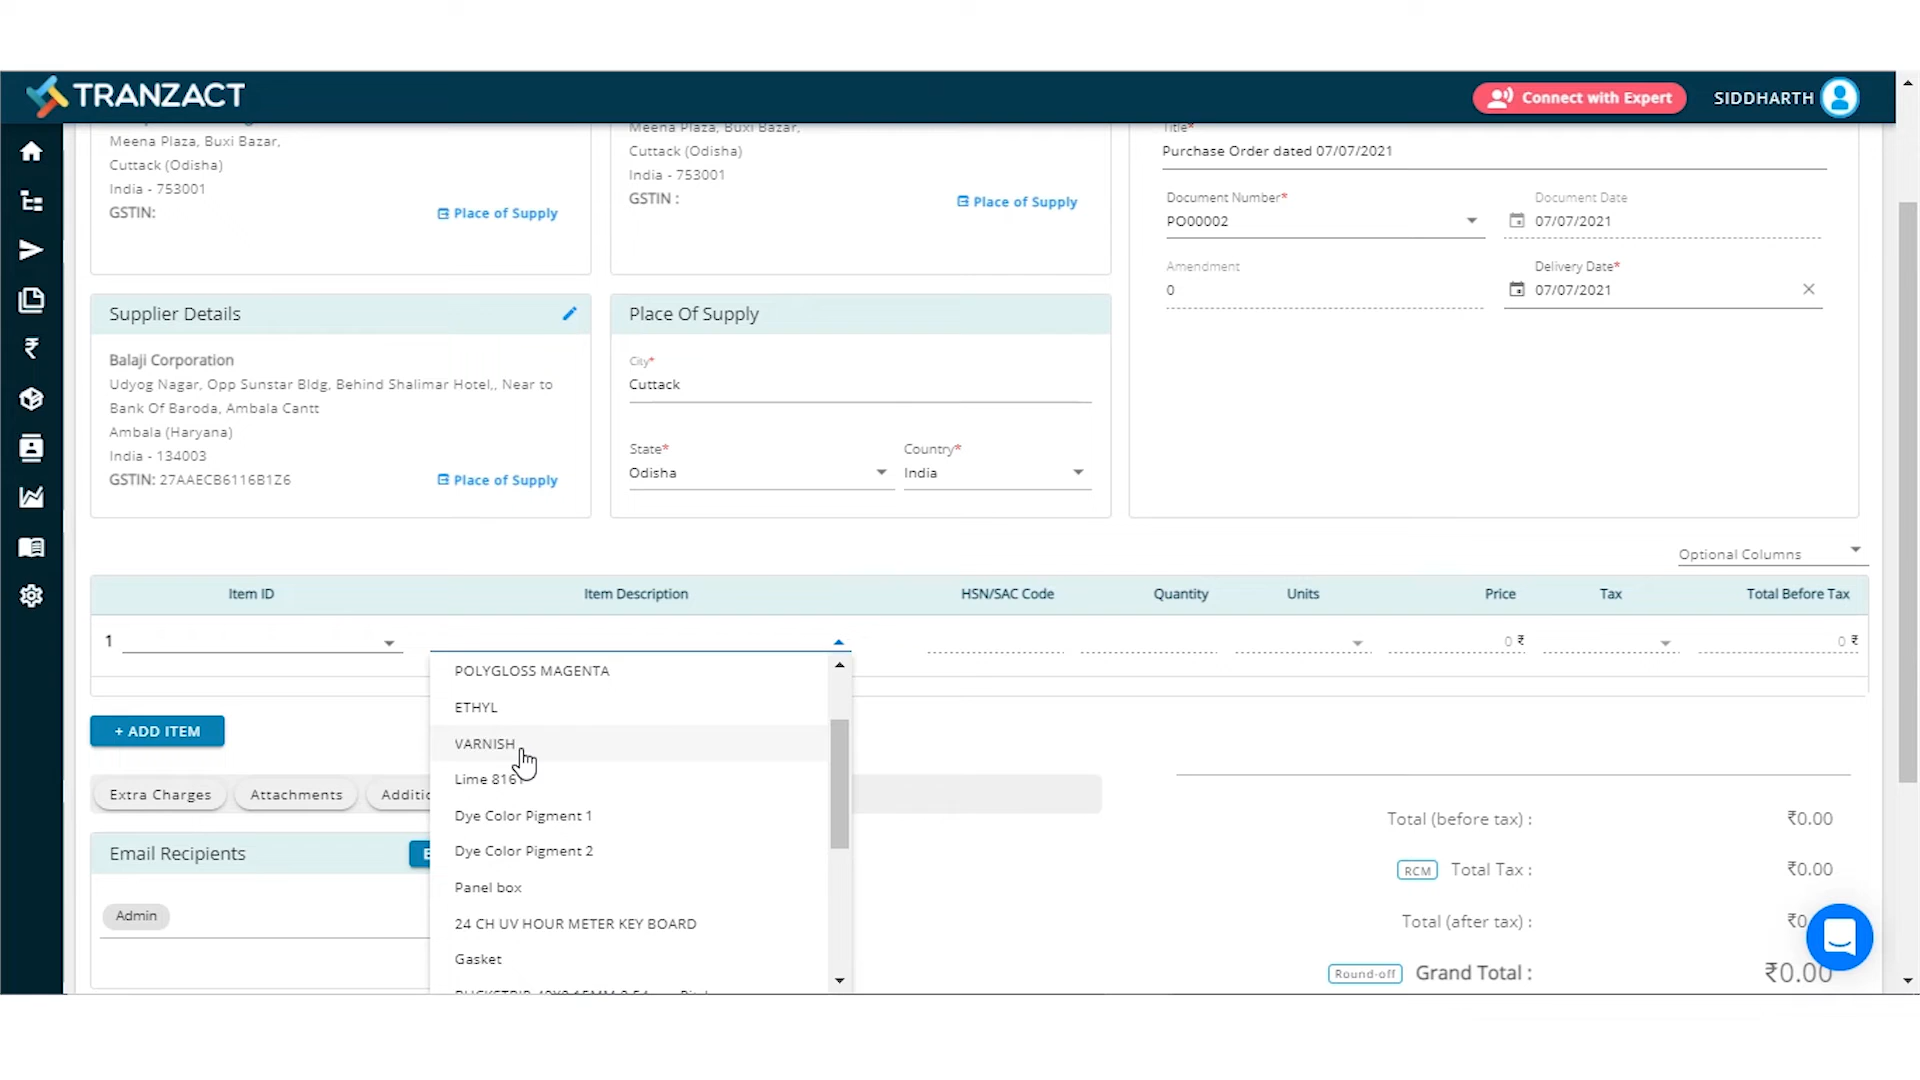 TRANZACT
Connect with Expert
SIDDHARTH
Meena Plaza, Buxi Bazar,
Cuttack (Odisha)
India - 753001
GSTIN:
Place of Supply
Meena Plaza, Buxi Bazar,
Cuttack (Odisha)
India - 753001
GSTIN :
Place of Supply
Title*
Purchase Order dated 07/07/2021
Document Number*
PO00002
Document Date
07/07/2021
Amendment
0
Delivery Date*
07/07/2021
Supplier Details
Balaji Corporation
Udyog Nagar, Opp Sunstar Bldg, Behind Shalimar Hotel,, Near to
Bank Of Baroda, Ambala Cantt
Ambala (Haryana)
India - 134003
GSTIN: 27AAECB6116B1Z6
Place of Supply
Place Of Supply
City*
Cuttack
State*
Odisha
Country*
India
Optional Columns
Item ID
Item Description
HSN/SAC Code
Quantity
Units
Price
Tax
Total Before Tax
1
0 ₹
0 ₹
POLYGLOSS MAGENTA
ETHYL
VARNISH
Lime 8161
Dye Color Pigment 1
Dye Color Pigment 2
Panel box
24 CH UV HOUR METER KEY BOARD
Gasket
+ ADD ITEM
Extra Charges
Attachments
Email Recipients
Admin
Total (before tax) :
₹0.00
RCM
Total Tax :
₹0.00
Total (after tax) :
Round-off
Grand Total :
₹0.00